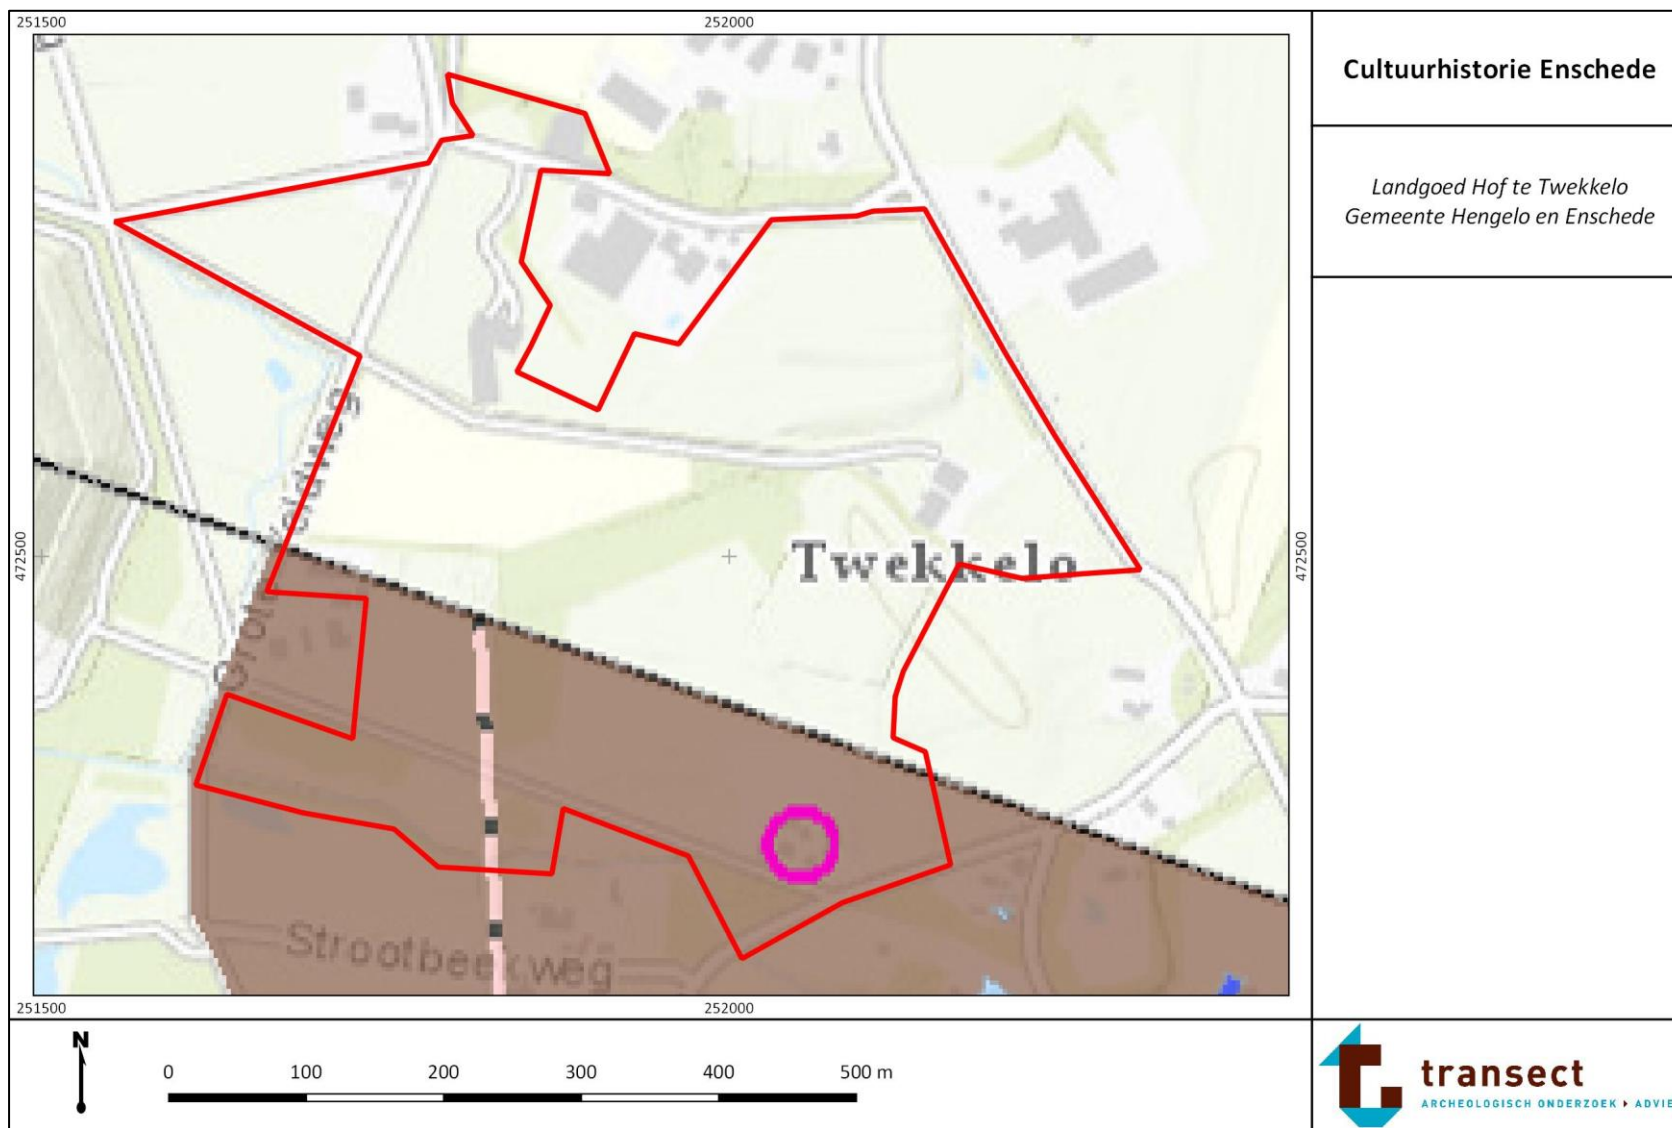 251500
252000
Cultuurhistorie Enschede
Landgoed Hof te Twekkelo
Gemeente Hengelo en Enschede
472500
472500
Twekkelo
Strootbeekweg
251500
252000
N
0 100 200 300 400 500 m
transect
ARCHEOLOGISCH ONDERZOEK ADVIE